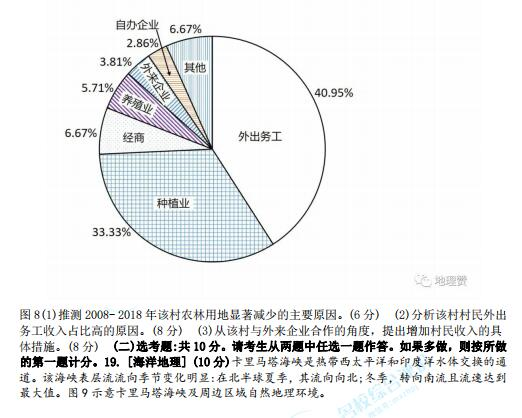 自办企业
2.86%
6.67%
3.81%
外来企业
其他
40.95%
5.71%
养殖业
外出务工
6.67%
经商
种植业
33.33%
地理赞
图 8(1)推测 2008-2018 年该村农林用地显著减少的主要原因。(6 分) (2)分析该村村民外出
务工收入占比高的原因。(8 分) (3)从该村与外来企业合作的角度，提出增加村民收入的具
体措施。(8 分) (二)选考题:共 10 分。请考生从两题中任选一题作答。如果多做，则按所做
的第一题计分。19. [海洋地理] (10 分)卡里马塔海峡是热带西太平洋和印度洋水体交换的通
道。该海峡表层流流向季节变化明显:在北半球夏季，其流向向北;冬季，转向南流且流速达到
最大值。图 9 示意卡里马塔海峡及周边区域自然地理环境。